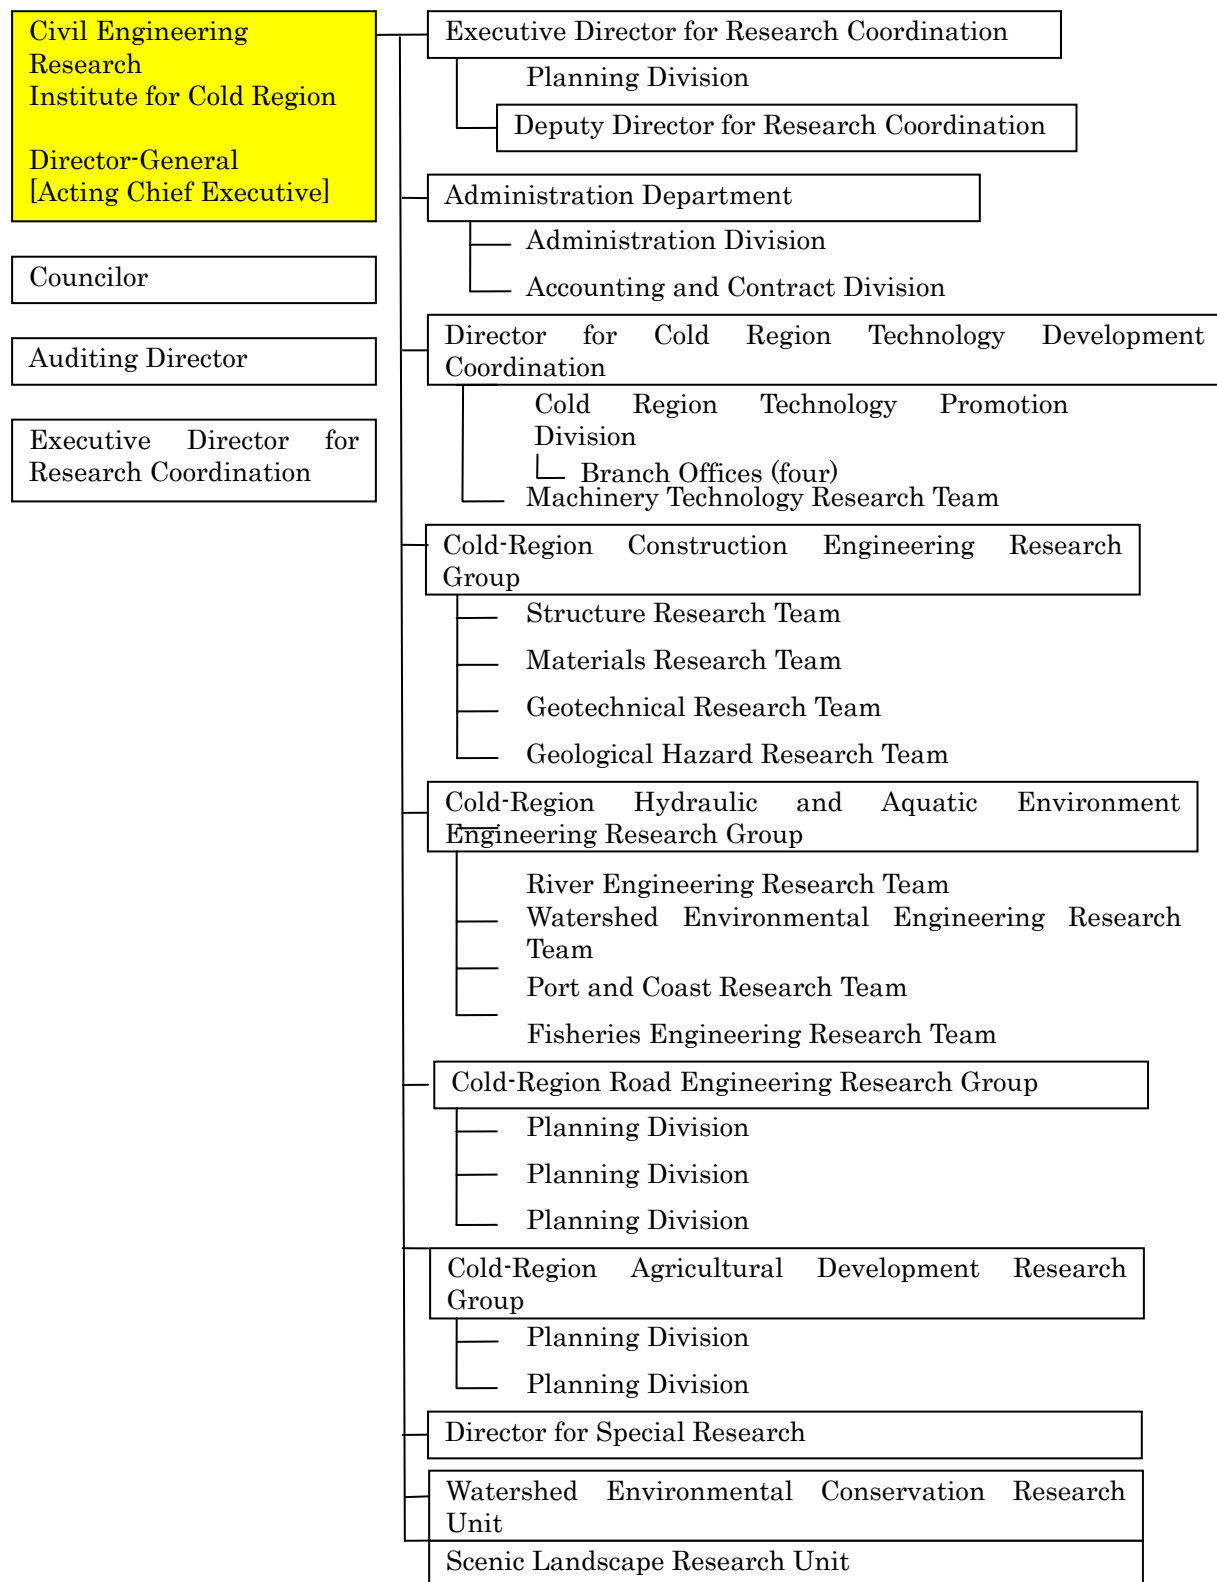 Civil Engineering
Research
Institute for Cold Region
Director-General
[Acting Chief Executive]
Councilor
Auditing Director
Executive Director for
Research Coordination
Executive Director for Research Coordination
Planning Division
Deputy Director for Research Coordination
Administration Department
Administration Division
Accounting and Contract Division
Director for Cold Region Technology Development
Coordination
Cold Region Technology Promotion
Division
Branch Offices (four)
Machinery Technology Research Team
Cold-Region Construction Engineering Research
Group
Structure Research Team
Materials Research Team
Geotechnical Research Team
Geological Hazard Research Team
Cold-Region Hydraulic and Aquatic Environment
Engineering Research Group
River Engineering Research Team
Watershed Environmental Engineering Research
Team
Port and Coast Research Team
Fisheries Engineering Research Team
Cold-Region Road Engineering Research Group
Planning Division
Planning Division
Planning Division
Cold-Region Agricultural Development Research
Group
Planning Division
Planning Division
Director for Special Research
Watershed Environmental Conservation Research
Unit
Scenic Landscape Research Unit